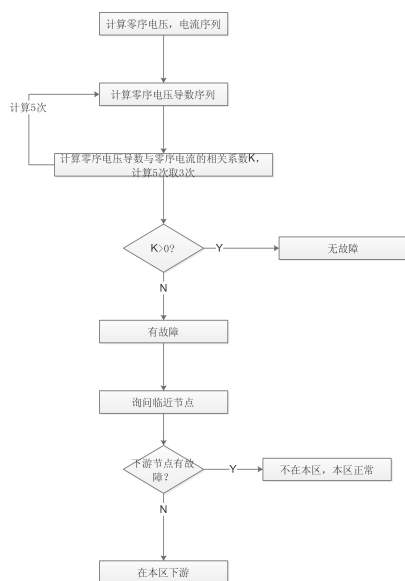 计算零序电压，电流序列
计算零序电压导数序列
计算5次
计算零序电压导数与零序电流的相关系数K，
计算5次取3次
K>0?
Y
无故障
N
有故障
询问临近节点
下游节点有故
障?
Y
不在本区，本区正常
N
在本区下游